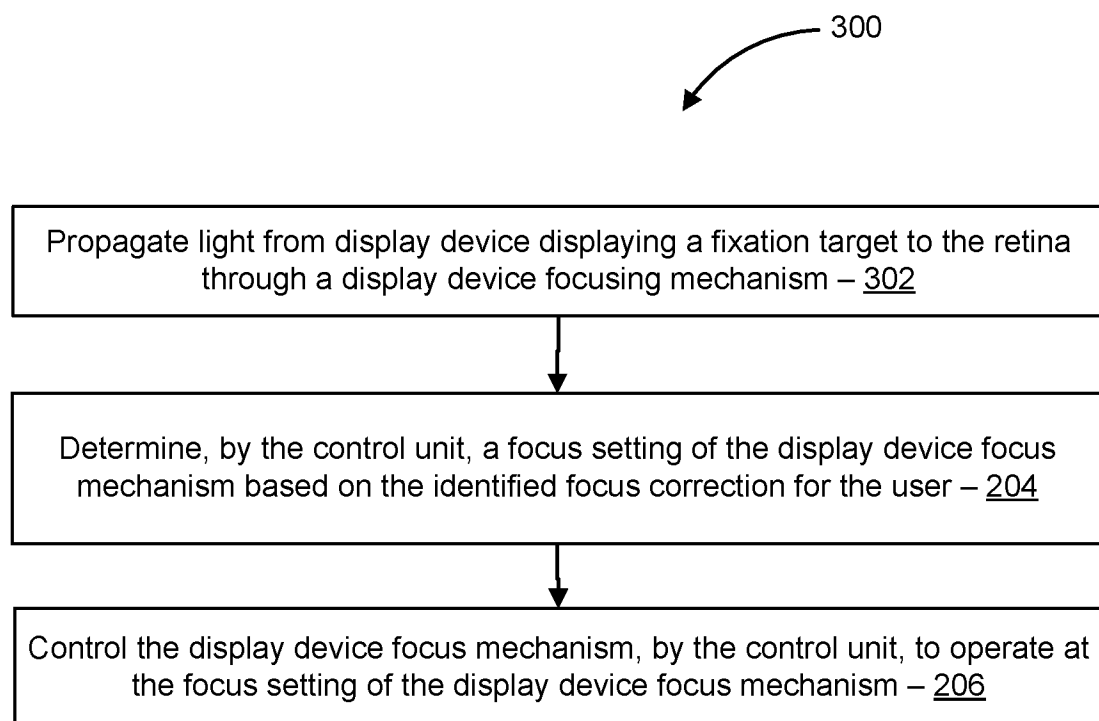 300
Propagate light from display device displaying a fixation target to the retina
through a display device focusing mechanism – 302
Determine, by the control unit, a focus setting of the display device focus
mechanism based on the identified focus correction for the user – 204
Control the display device focus mechanism, by the control unit, to operate at
the focus setting of the display device focus mechanism – 206